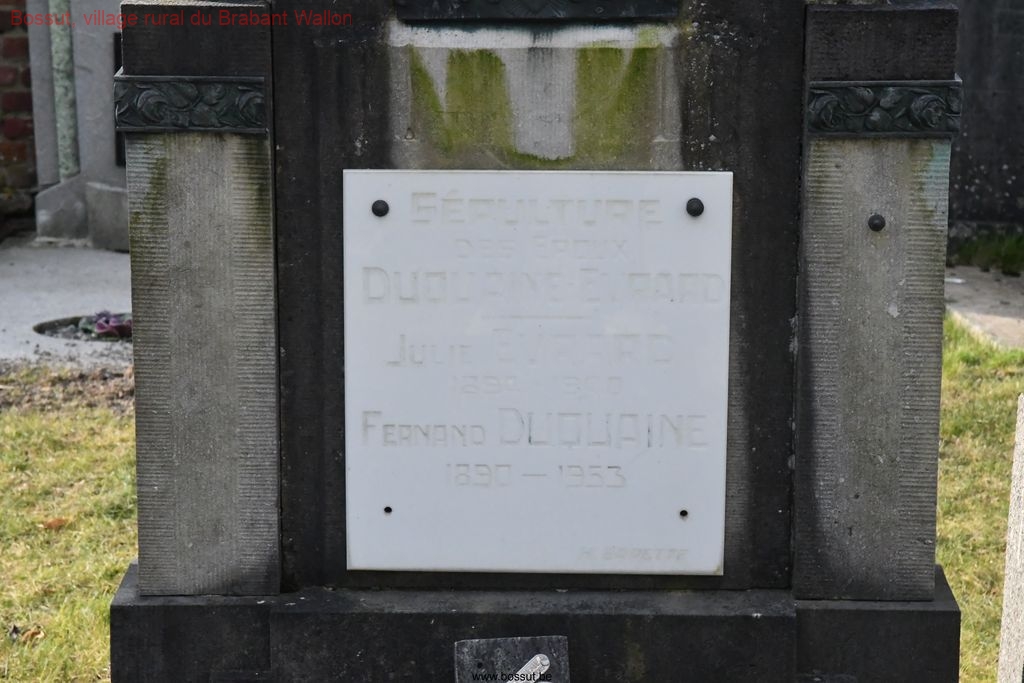 Bossut, village rural du Brabant Wallon
Sépulture
des Epoux
Duquaine-Evrard
Julie Evrard
Fernand Duquaine
1890 — 1953
www.bossut.be